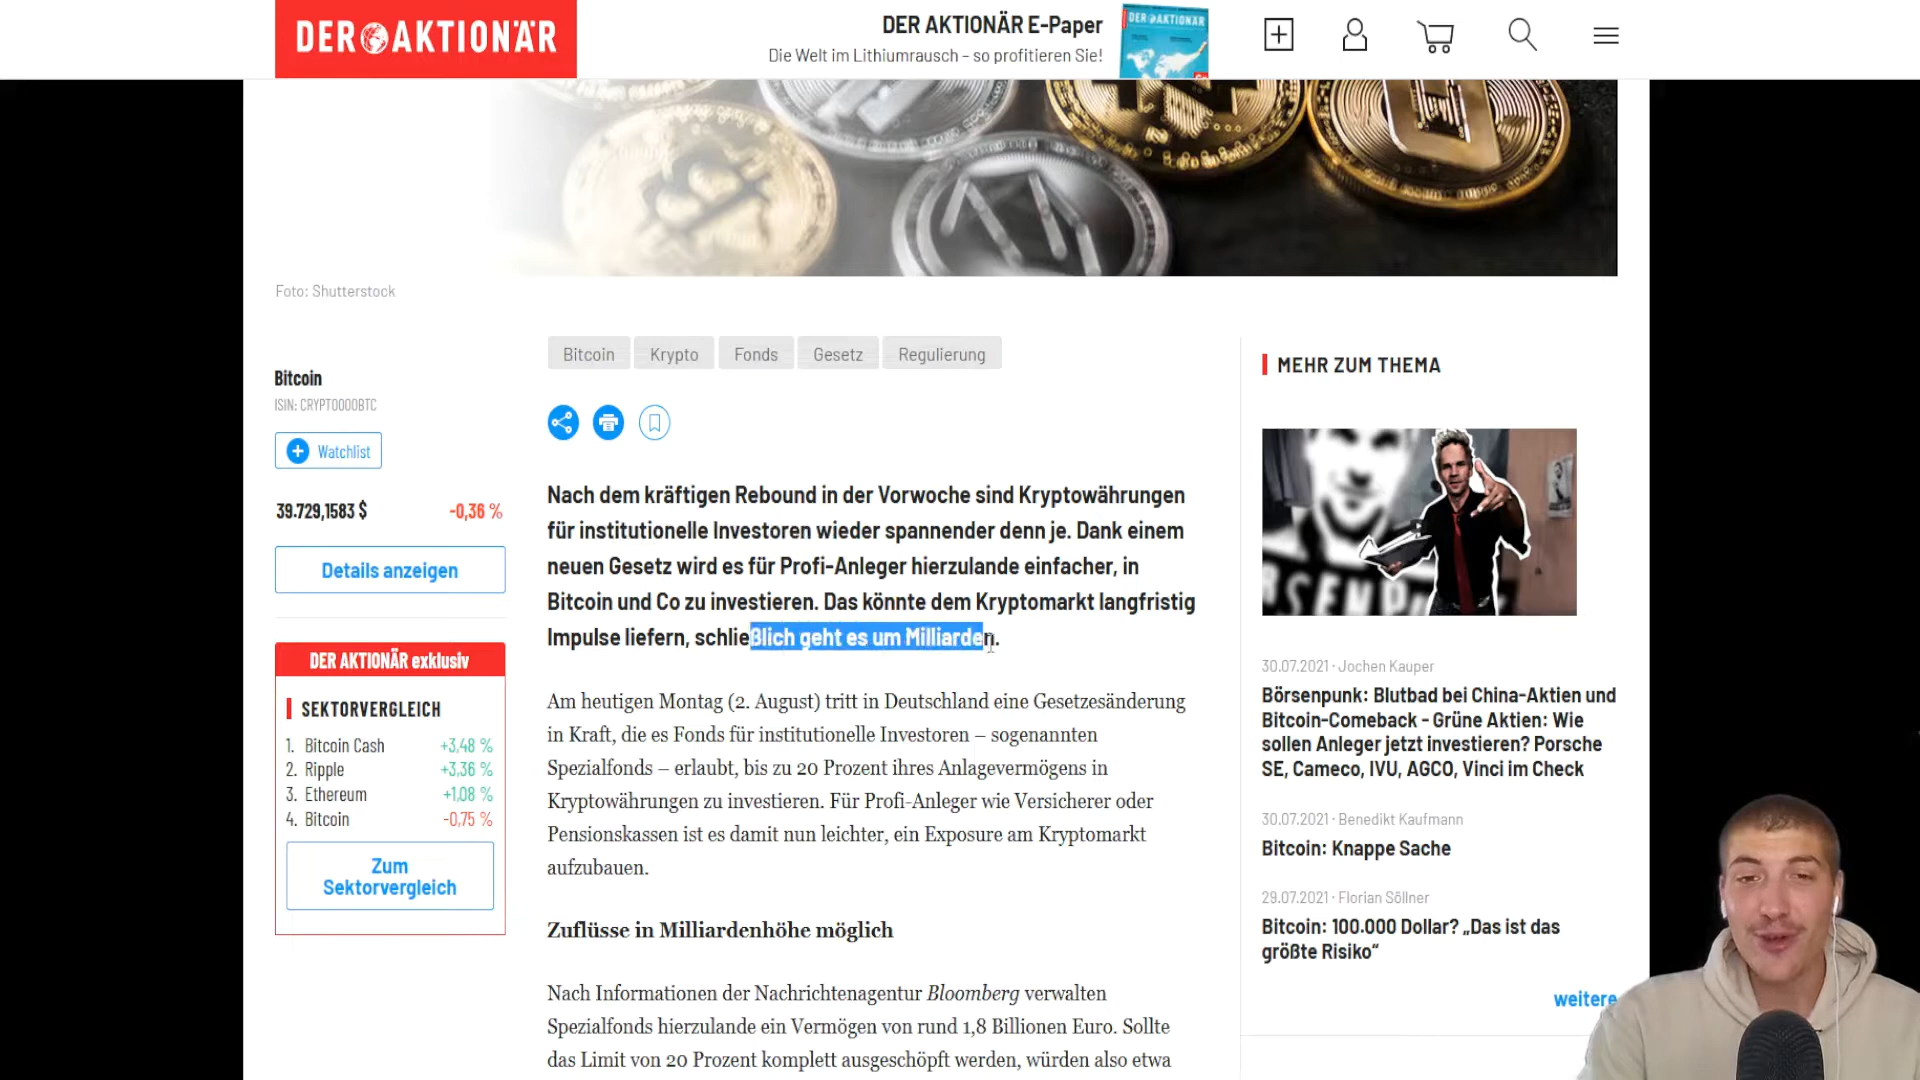 DER AKTIONÄR
DER AKTIONÄR E-Paper
Die Welt im Lithiumrausch – so profitieren Sie!
DER AKTIONÄR
Foto: Shutterstock
Bitcoin
ISIN: CRYPT0000BTC
Watchlist
39.729,1583 $ -0,36 %
Details anzeigen
DER AKTIONÄR exklusiv
SEKTORVERGLEICH
1. Bitcoin Cash +3,48 %
2. Ripple +3,36 %
3. Ethereum +1,08 %
4. Bitcoin -0,75 %
Zum
Sektorvergleich
Bitcoin Krypto Fonds Gesetz Regulierung
Nach dem kräftigen Rebound in der Vorwoche sind Kryptowährungen
für institutionelle Investoren wieder spannender denn je. Dank einem
neuen Gesetz wird es für Profi-Anleger hierzulande einfacher, in
Bitcoin und Co zu investieren. Das könnte dem Kryptomarkt langfristig
Impulse liefern, schließlich geht es um Milliarden.
Am heutigen Montag (2. August) tritt in Deutschland eine Gesetzesänderung
in Kraft, die es Fonds für institutionelle Investoren – sogenannten
Spezialfonds – erlaubt, bis zu 20 Prozent ihres Anlagevermögens in
Kryptowährungen zu investieren. Für Profi-Anleger wie Versicherer oder
Pensionskassen ist es damit nun leichter, ein Exposure am Kryptomarkt
aufzubauen.
Zuflüsse in Milliardenhöhe möglich
Nach Informationen der Nachrichtenagentur Bloomberg verwalten
Spezialfonds hierzulande ein Vermögen von rund 1,8 Billionen Euro. Sollte
das Limit von 20 Prozent komplett ausgeschöpft werden, würden also etwa
MEHR ZUM THEMA
30.07.2021 · Jochen Kauper
Börsenpunk: Blutbad bei China-Aktien und
Bitcoin-Comeback - Grüne Aktien: Wie
sollen Anleger jetzt investieren? Porsche
SE, Cameco, IVU, AGCO, Vinci im Check
30.07.2021 · Benedikt Kaufmann
Bitcoin: Knappe Sache
29.07.2021 · Florian Söllner
Bitcoin: 100.000 Dollar? „Das ist das
größte Risiko“
weitere